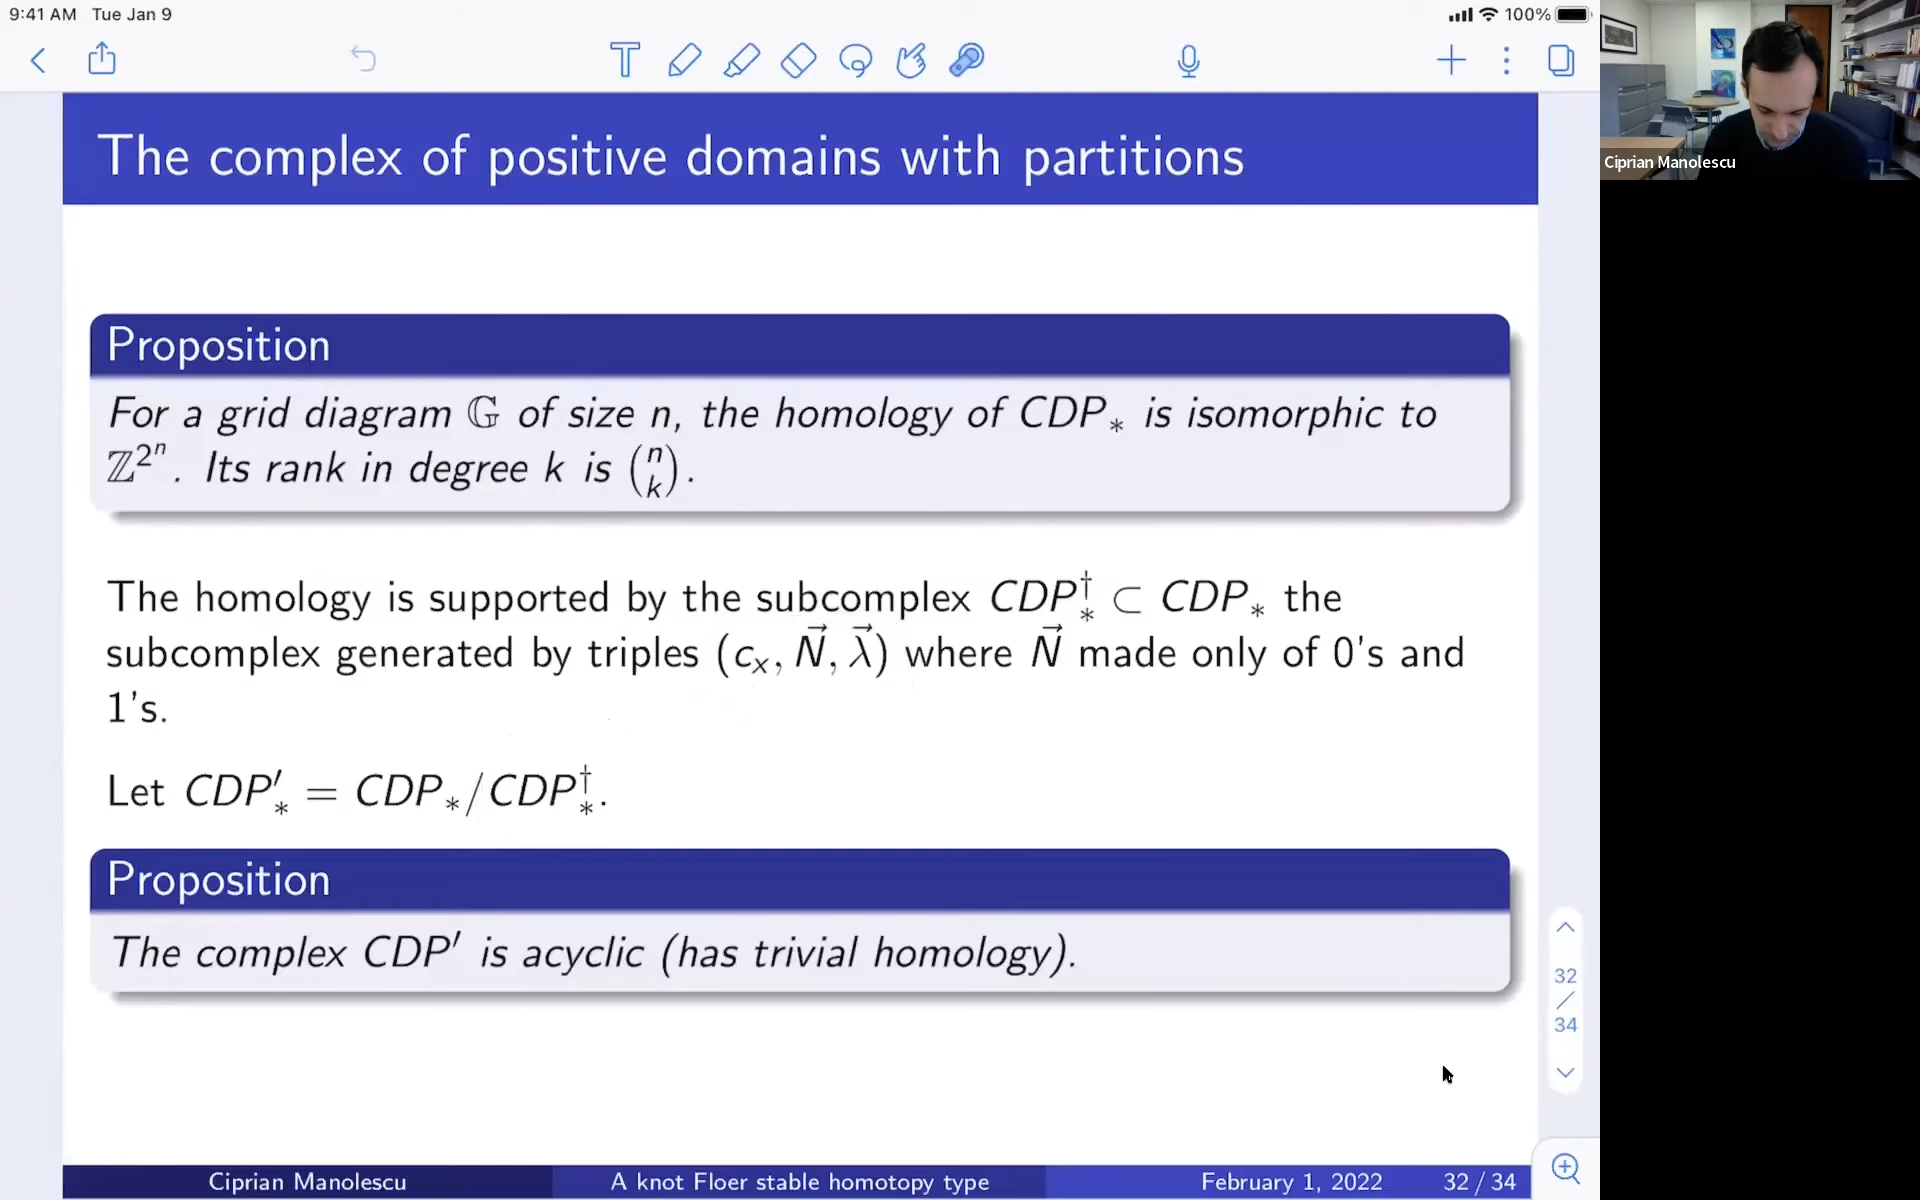 9:41 AM Tue Jan 9
100%
The complex of positive domains with partitions
Proposition
For a grid diagram 𝔾 of size n, the homology of CDP_* is isomorphic to
ℤ^{2^n}. Its rank in degree k is \binom{n}{k}.
The homology is supported by the subcomplex CDP_*^† ⊂ CDP_* the
subcomplex generated by triples (c_x, \vec{N}, \vec{λ}) where \vec{N} made only of 0's and
1's.
Let CDP'_* = CDP_*/CDP_*^†.
Proposition
The complex CDP′ is acyclic (has trivial homology).
32
/
34
Ciprian Manolescu
A knot Floer stable homotopy type
February 1, 2022
32 / 34
Ciprian Manolescu